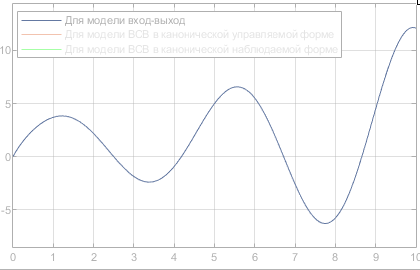 Для модели вход-выход
Для модели ВСВ в канонической управляемой форме
Для модели ВСВ в канонической наблюдаемой форме
10
5
0
-5
0 1 2 3 4 5 6 7 8 9 10